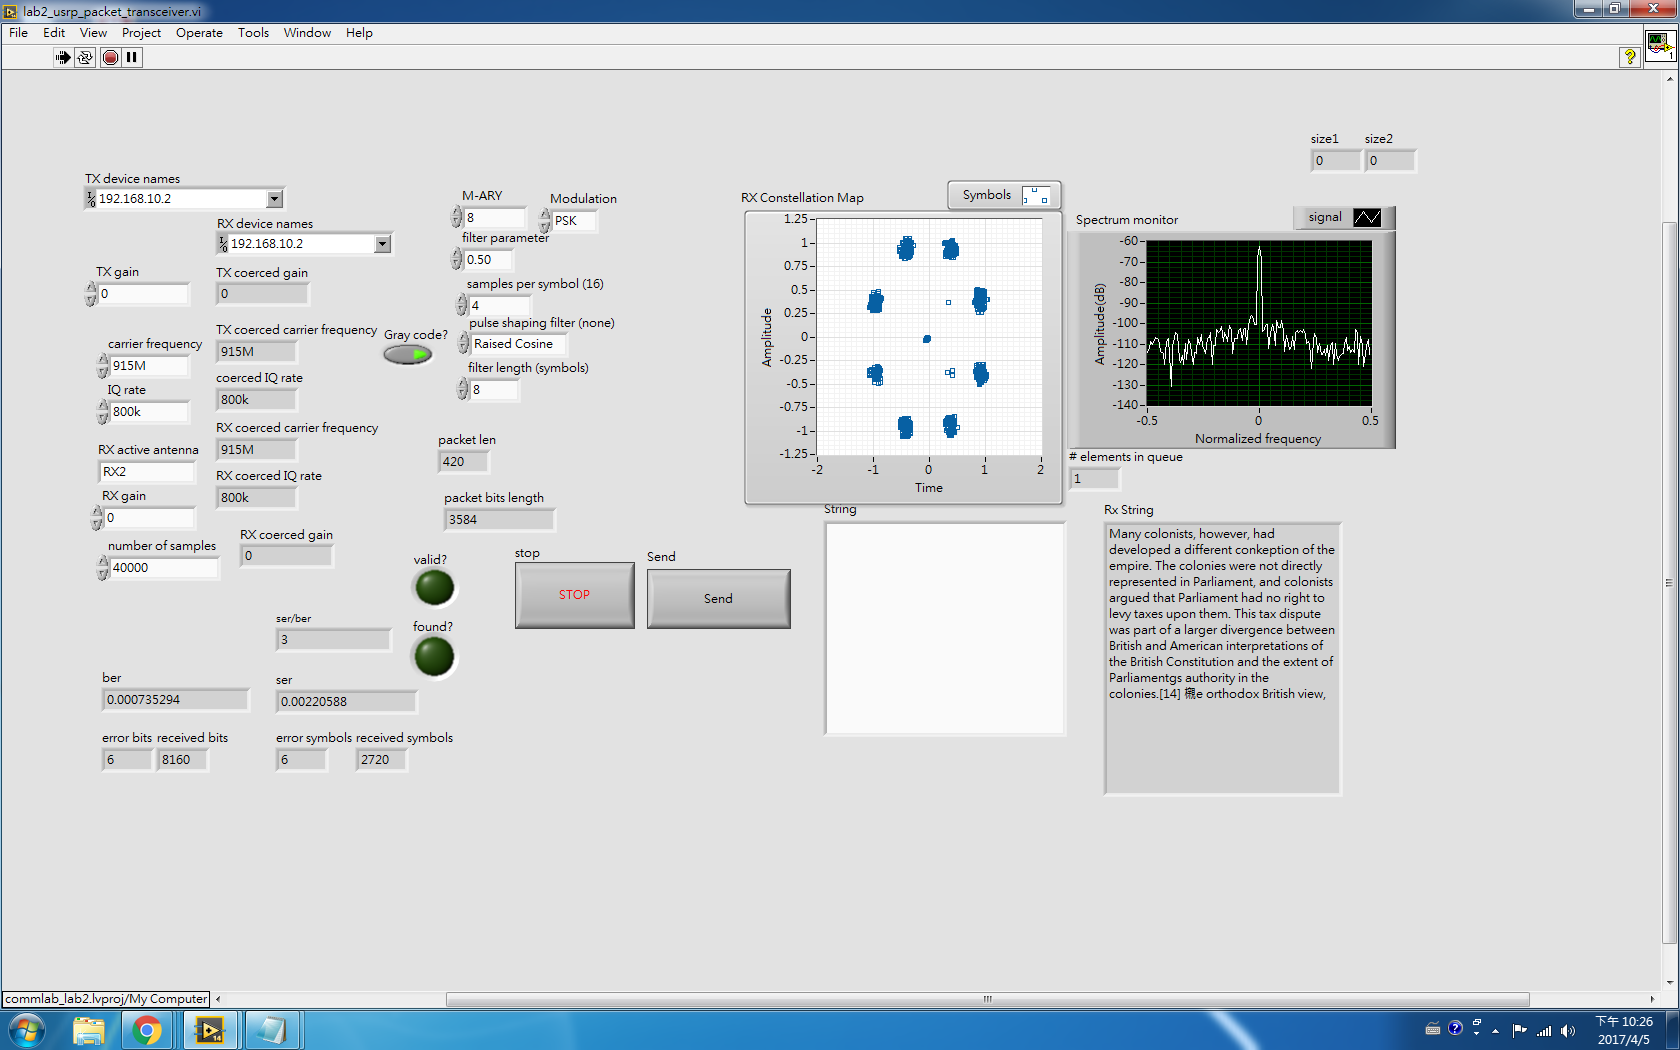 lab2_usrp_packet_transceiver.vi
File Edit View Project Operate Tools Window Help
size1 size2
0 0
TX device names
192.168.10.2
RX device names
192.168.10.2
TX gain
0
TX coerced gain
0
carrier frequency
915M
TX coerced carrier frequency
915M
IQ rate
800k
coerced IQ rate
800k
RX coerced carrier frequency
915M
RX active antenna
RX2
RX coerced IQ rate
800k
RX gain
0
RX coerced gain
0
number of samples
40000
Gray code?
M-ARY
8
Modulation
PSK
filter parameter
0.50
samples per symbol (16)
4
pulse shaping filter (none)
Raised Cosine
filter length (symbols)
8
packet len
420
packet bits length
3584
valid?
found?
stop
STOP
Send
Send
ser/ber
3
ber
0.000735294
ser
0.00220588
error bits received bits
6 8160
error symbols received symbols
6 2720
RX Constellation Map
Symbols
1.25
1
0.75
0.5
0.25
0
-0.25
-0.5
-0.75
-1
-1.25
-2 -1 0 1 2
Amplitude
Time
Spectrum monitor
signal
-60
-70
-80
-90
-100
-110
-120
-130
-140
-0.5 0 0.5
Amplitude(dB)
Normalized frequency
# elements in queue
1
String
Rx String
Many colonists, however, had
developed a different conkeption of the
empire. The colonies were not directly
represented in Parliament, and colonists
argued that Parliament had no right to
levy taxes upon them. This tax dispute
was part of a larger divergence between
British and American interpretations of
the British Constitution and the extent of
Parliamentgs authority in the
colonies.[14] e orthodox British view,
commlab_lab2.lvproj/My Computer
14
下午 10:26
2017/4/5